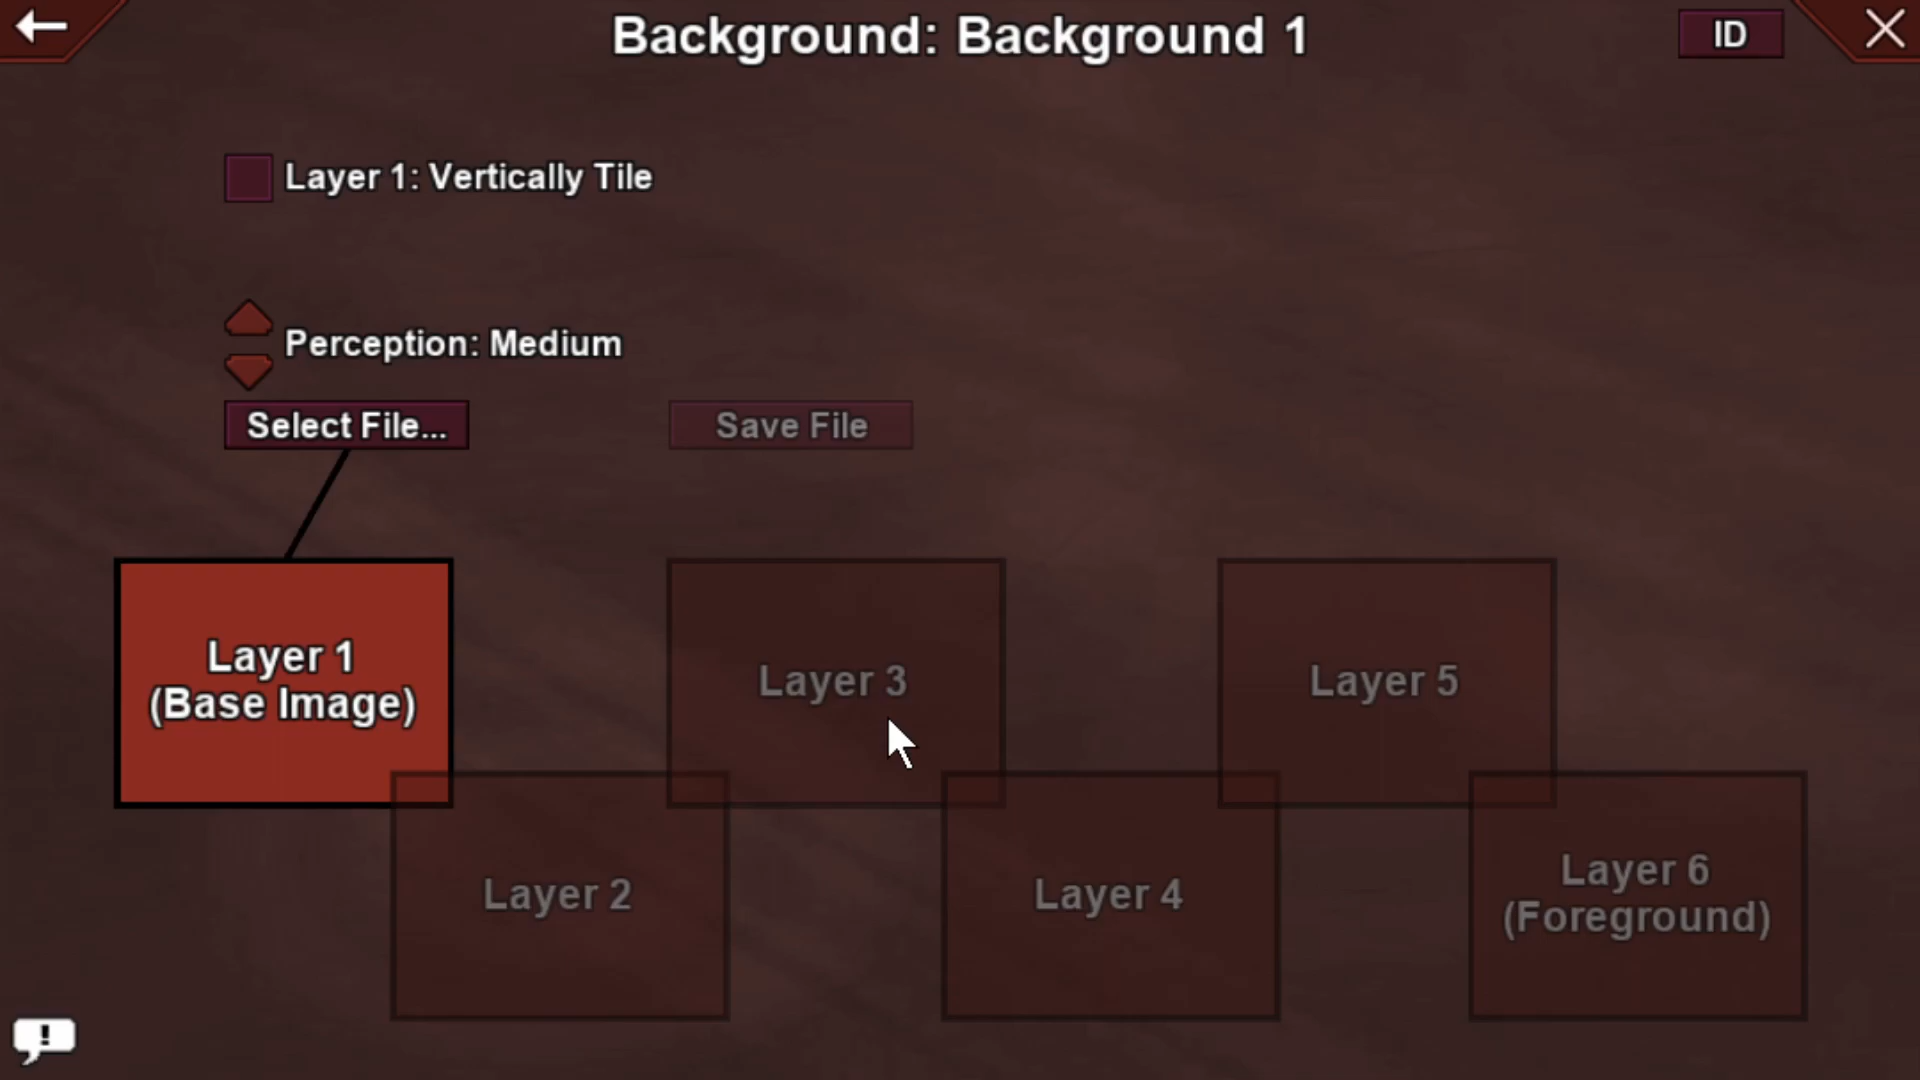 Background: Background 1
ID
Layer 1: Vertically Tile
Perception: Medium
Select File...
Save File
Layer 1
(Base Image)
Layer 3
Layer 5
Layer 2
Layer 4
Layer 6
(Foreground)
!